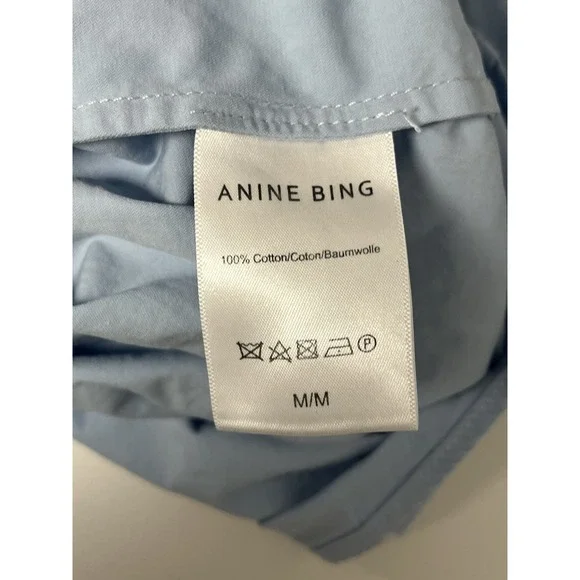 ANINE BING
100% Cotton/Coton/Baumwolle
P
M/M